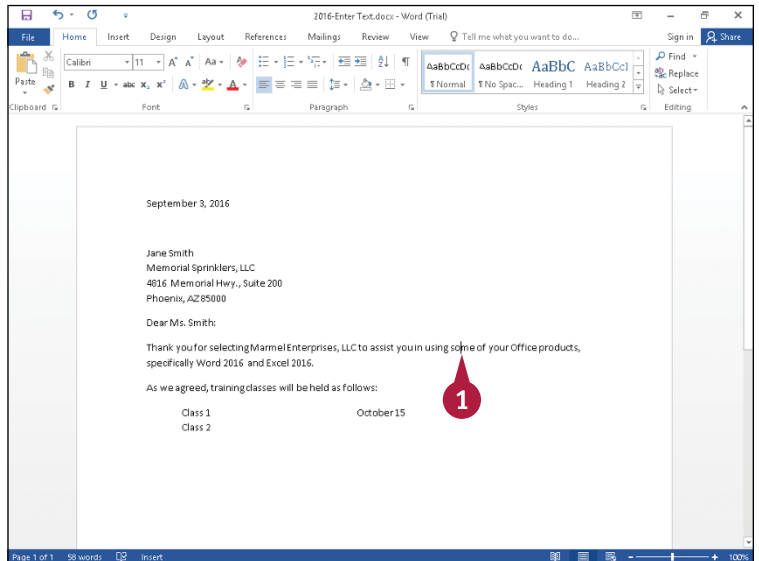 2016-Enter Text.docx - Word (Trial)
File Home Insert Design Layout References Mailings Review View Tell me what you want to do... Sign in Share
Calibri 11 A A Aa Find
Paste Replace
B I U abc x₂ x² A aby A Select
AaBbCcDc AaBbCcDc AaBbC AaBbCcl
¶ Normal ¶ No Spac... Heading 1 Heading 2
Clipboard Font Paragraph Styles Editing
September 3, 2016
Jane Smith
Memorial Sprinklers, LLC
4816 Memorial Hwy., Suite 200
Phoenix, AZ 85000
Dear Ms. Smith:
Thank you for selecting Marmel Enterprises, LLC to assist you in using some of your Office products,
specifically Word 2016 and Excel 2016.
As we agreed, training classes will be held as follows:
1
Class 1 October 15
Class 2
Page 1 of 1 58 words Insert 100%